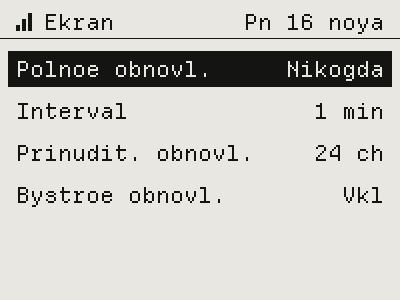 Ekran Pn 16 noya
Polnoe obnovl. Nikogda
Interval 1 min
Prinudit. obnovl. 24 ch
Bystroe obnovl. Vkl